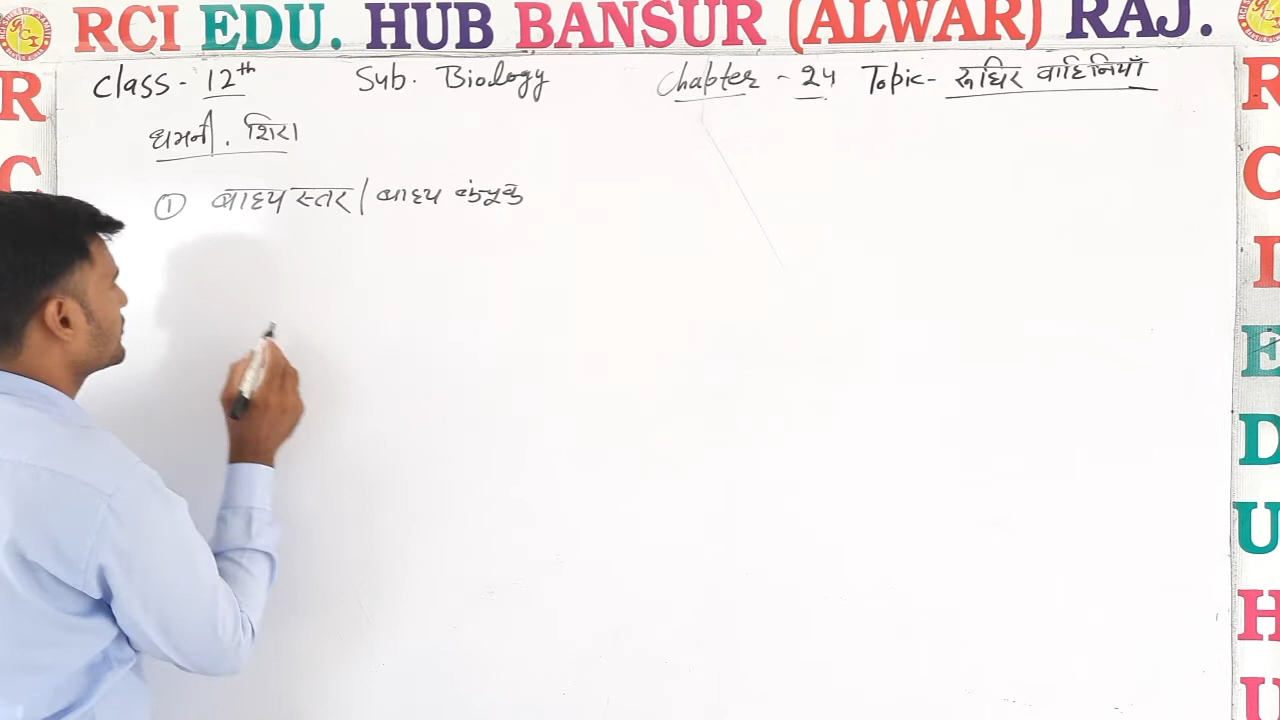 RCI EDU. HUB BANSUR (ALWAR) RAJ.
Class - 12th Sub. Biology Chapter - 24 Topic - रूधिर वाहिनियाँ
धमनी . शिरा
① बाह्य स्तर / बाह्य कंचूक
R
C
R
C
I
E
D
U
H
U